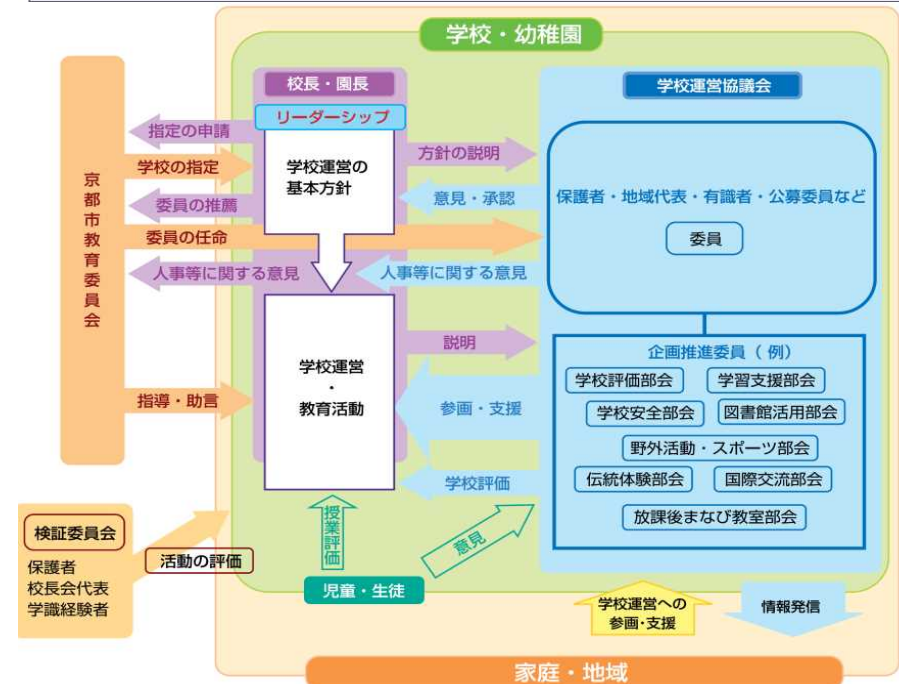 学校・幼稚園
校長・園長
リーダーシップ
学校運営の
基本方針
学校運営協議会
指定の申請
学校の指定
委員の推薦
委員の任命
人事等に関する意見
京都市教育委員会
方針の説明
意見・承認
人事等に関する意見
保護者・地域代表・有識者・公募委員など
委員
学校運営
・
教育活動
指導・助言
説明
参画・支援
学校評価
企画推進委員（例）
学校評価部会
学習支援部会
学校安全部会
図書館活用部会
野外活動・スポーツ部会
伝統体験部会
国際交流部会
放課後まなび教室部会
検証委員会
保護者
校長会代表
学識経験者
活動の評価
授業評価
意見
児童・生徒
学校運営への
参画・支援
情報発信
家庭・地域